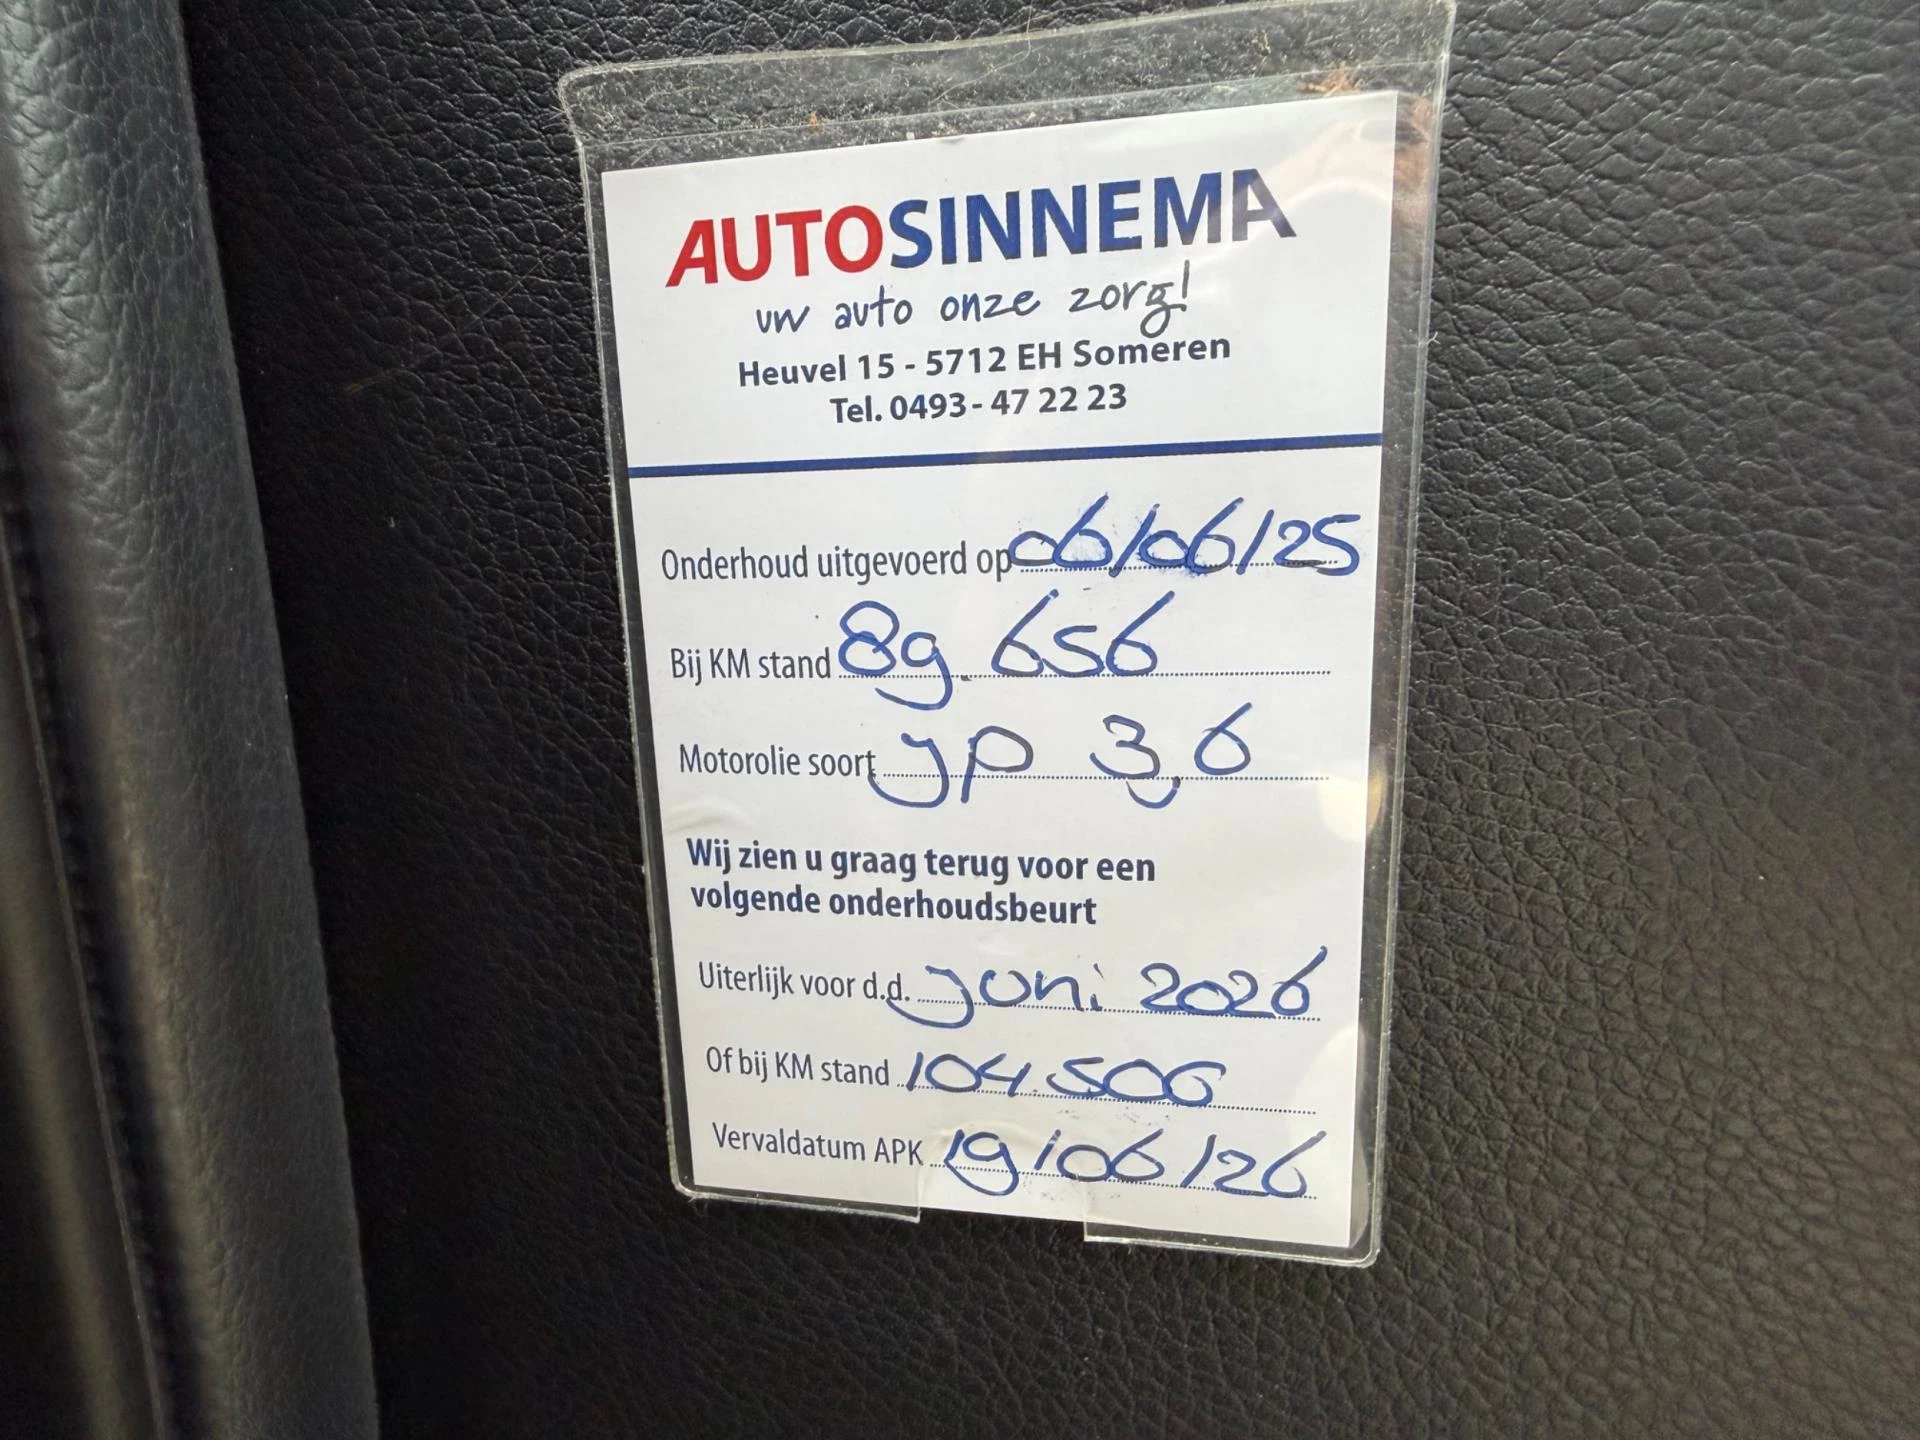 AUTOSINNEMA
uw auto onze zorg!
Heuvel 15 - 5712 EH Someren
Tel. 0493 - 47 22 23
Onderhoud uitgevoerd op 06/06/25
Bij KM stand 89.656
Motorolie soort JP 3,6
Wij zien u graag terug voor een
volgende onderhoudsbeurt
Uiterlijk voor d.d. juni 2026
Of bij KM stand 104.506
Vervaldatum APK 19/06/26